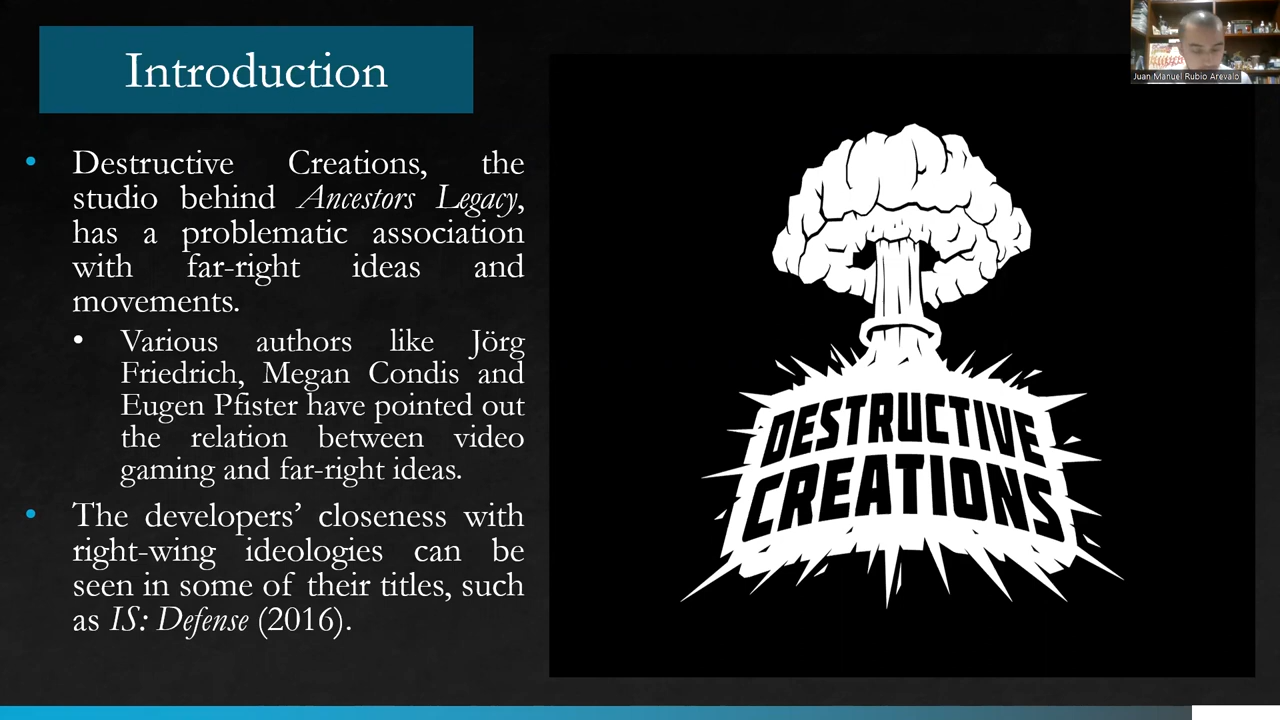 Introduction
Juan Manuel Rubio Arevalo
• Destructive Creations, the
studio behind Ancestors Legacy,
has a problematic association
with far-right ideas and
movements.
• Various authors like Jörg
Friedrich, Megan Condis and
Eugen Pfister have pointed out
the relation between video
gaming and far-right ideas.
• The developers’ closeness with
right-wing ideologies can be
seen in some of their titles, such
as IS: Defense (2016).
DESTRUCTIVE
CREATIONS